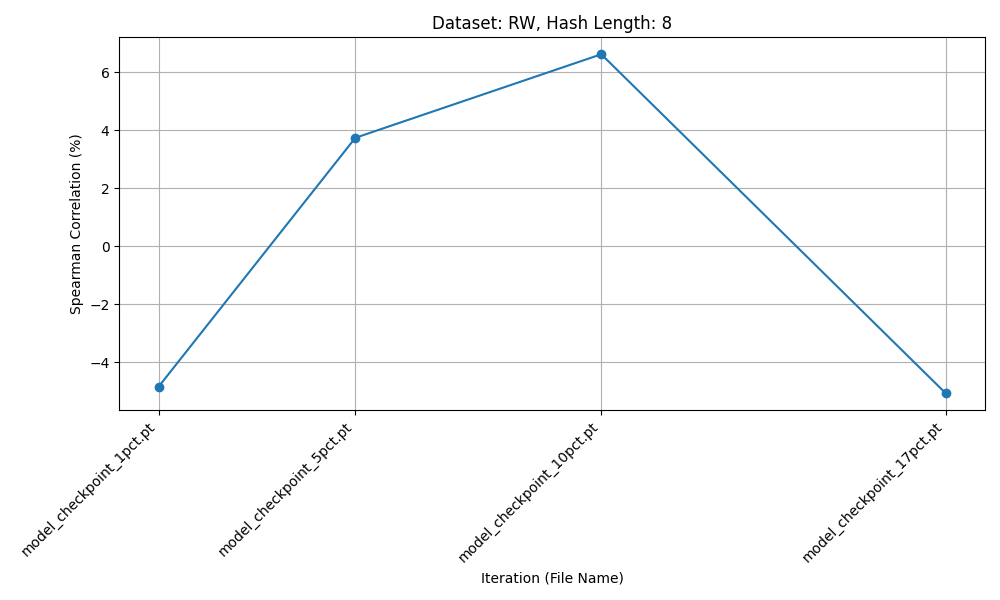 Dataset: RW, Hash Length: 8
Spearman Correlation (%)
6
4
2
0
−2
−4
model_checkpoint_1pct.pt
model_checkpoint_5pct.pt
model_checkpoint_10pct.pt
model_checkpoint_17pct.pt
Iteration (File Name)